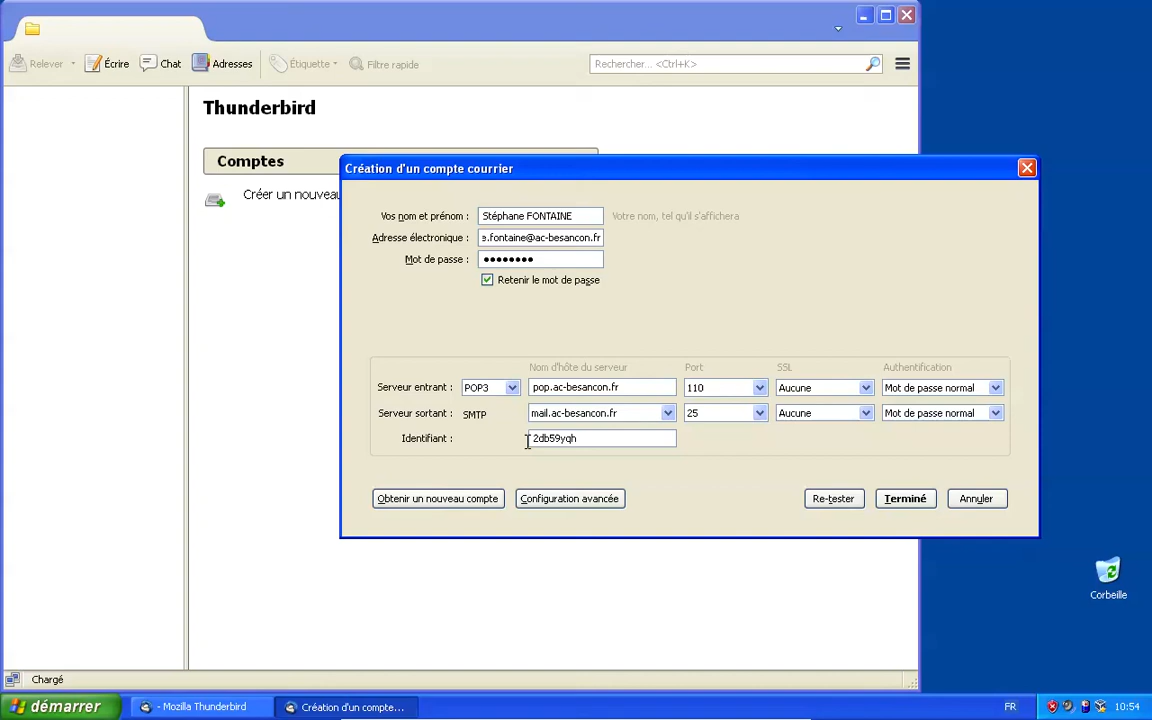 Relever Écrire Chat Adresses Étiquette Filtre rapide Rechercher... <Ctrl+K>
Thunderbird
Comptes
Créer un nouveau
Création d'un compte courrier
Vos nom et prénom : Stéphane FONTAINE Votre nom, tel qu'il s'affichera
Adresse électronique : e.fontaine@ac-besancon.fr
Mot de passe : ●●●●●●●●
Retenir le mot de passe
Nom d'hôte du serveur Port SSL Authentification
Serveur entrant : POP3 pop.ac-besancon.fr 110 Aucune Mot de passe normal
Serveur sortant : SMTP mail.ac-besancon.fr 25 Aucune Mot de passe normal
Identifiant : 2db59yqh
Obtenir un nouveau compte Configuration avancée Re-tester Terminé Annuler
Corbeille
Chargé
démarrer - Mozilla Thunderbird Création d'un compte... FR 10:54